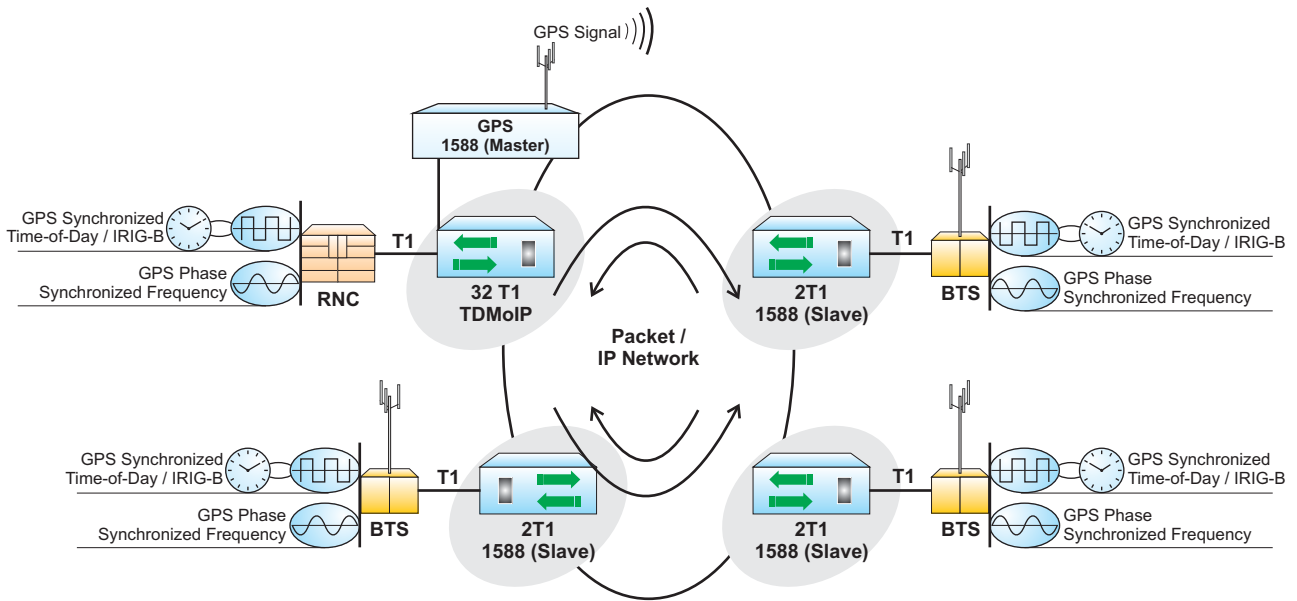 GPS Signal
GPS
1588 (Master)
GPS Synchronized
Time-of-Day / IRIG-B
GPS Phase
Synchronized Frequency
RNC
T1
32 T1
TDMoIP
2T1
1588 (Slave)
T1
BTS
GPS Synchronized
Time-of-Day / IRIG-B
GPS Phase
Synchronized Frequency
Packet /
IP Network
GPS Synchronized
Time-of-Day / IRIG-B
GPS Phase
Synchronized Frequency
BTS
T1
2T1
1588 (Slave)
2T1
1588 (Slave)
T1
BTS
GPS Synchronized
Time-of-Day / IRIG-B
GPS Phase
Synchronized Frequency